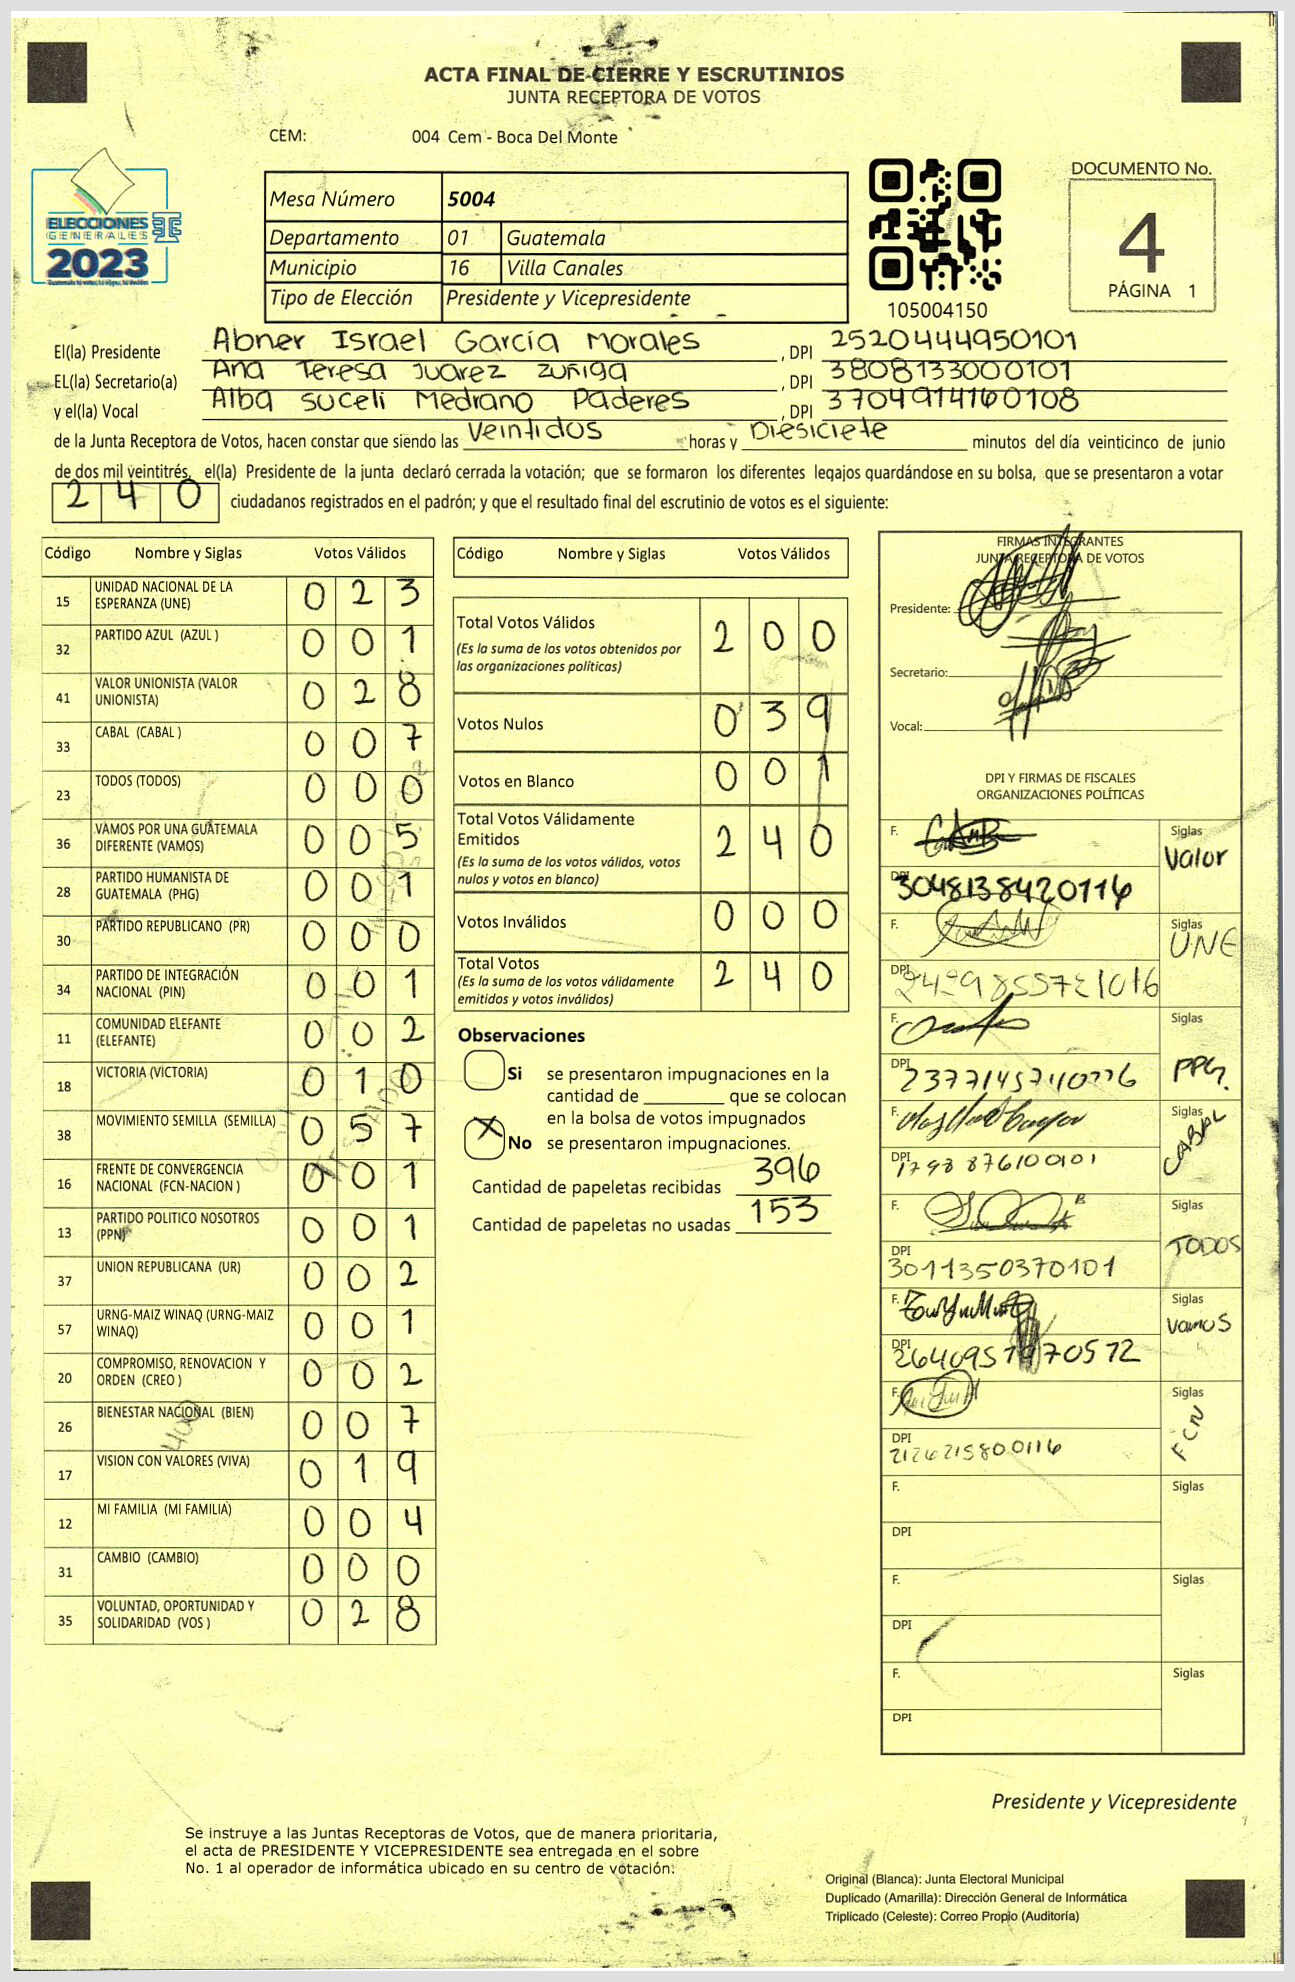 ACTA FINAL DE CIERRE Y ESCRUTINIOS
JUNTA RECEPTORA DE VOTOS
CEM: 004 Cem - Boca Del Monte
ELECCIONES
GENERALES
2023
Mesa Número 5004
Departamento 01 Guatemala
Municipio 16 Villa Canales
Tipo de Elección Presidente y Vicepresidente
105004150
DOCUMENTO No.
4
PÁGINA 1
El(la) Presidente Abner Israel García Morales, DPI 2520444950101
EL(la) Secretario(a) Ana Teresa Juarez Zuñiga, DPI 3808133000101
y el(la) Vocal Alba Suceli Medrano Paderes, DPI 3704914160108
de la Junta Receptora de Votos, hacen constar que siendo las Veintidos horas y Diesiciete minutos del día veinticinco de junio
de dos mil veintitrés, el(la) Presidente de la junta declaró cerrada la votación; que se formaron los diferentes legajos quardándose en su bolsa, que se presentaron a votar
240 ciudadanos registrados en el padrón; y que el resultado final del escrutinio de votos es el siguiente:
Código Nombre y Siglas Votos Válidos
15 UNIDAD NACIONAL DE LA ESPERANZA (UNE) 023
32 PARTIDO AZUL (AZUL ) 001
41 VALOR UNIONISTA (VALOR UNIONISTA) 028
33 CABAL (CABAL ) 007
23 TODOS (TODOS) 000
36 VAMOS POR UNA GUATEMALA DIFERENTE (VAMOS) 005
28 PARTIDO HUMANISTA DE GUATEMALA (PHG) 001
30 PARTIDO REPUBLICANO (PR) 000
34 PARTIDO DE INTEGRACIÓN NACIONAL (PIN) 001
11 COMUNIDAD ELEFANTE (ELEFANTE) 002
18 VICTORIA (VICTORIA) 010
38 MOVIMIENTO SEMILLA (SEMILLA) 057
16 FRENTE DE CONVERGENCIA NACIONAL (FCN-NACION ) 001
13 PARTIDO POLITICO NOSOTROS (PPN) 001
37 UNION REPUBLICANA (UR) 002
57 URNG-MAIZ WINAQ (URNG-MAIZ WINAQ) 001
20 COMPROMISO, RENOVACION Y ORDEN (CREO ) 002
26 BIENESTAR NACIONAL (BIEN) 007
17 VISION CON VALORES (VIVA) 019
12 MI FAMILIA (MI FAMILIA) 004
31 CAMBIO (CAMBIO) 000
35 VOLUNTAD, OPORTUNIDAD Y SOLIDARIDAD (VOS ) 028
Código Nombre y Siglas Votos Válidos
Total Votos Válidos 200
(Es la suma de los votos obtenidos por las organizaciones políticas)
Votos Nulos 039
Votos en Blanco 001
Total Votos Válidamente Emitidos 240
(Es la suma de los votos válidos, votos nulos y votos en blanco)
Votos Inválidos 000
Total Votos 240
(Es la suma de los votos válidamente emitidos y votos inválidos)
Observaciones
Si se presentaron impugnaciones en la
cantidad de ________ que se colocan
en la bolsa de votos impugnados
X No se presentaron impugnaciones.
Cantidad de papeletas recibidas 396
Cantidad de papeletas no usadas 153
FIRMAS INTEGRANTES
JUNTA RECEPTORA DE VOTOS
Presidente:
Secretario:
Vocal:
DPI Y FIRMAS DE FISCALES
ORGANIZACIONES POLÍTICAS
F. Siglas Valor
DPI 3048138420116
F. Siglas UNE
DPI
F. Siglas PPG.
DPI
F. Siglas CABAL
DPI 1798876100101
F. Siglas TODOS
DPI 3011350370101
F. Siglas Vamos
DPI
F. Siglas FCN
DPI 2126215800116
F. Siglas
DPI
F. Siglas
DPI
F. Siglas
DPI
Presidente y Vicepresidente
Se instruye a las Juntas Receptoras de Votos, que de manera prioritaria,
el acta de PRESIDENTE Y VICEPRESIDENTE sea entregada en el sobre
No. 1 al operador de informática ubicado en su centro de votación.
Original (Blanca): Junta Electoral Municipal
Duplicado (Amarilla): Dirección General de Informática
Triplicado (Celeste): Correo Propio (Auditoría)